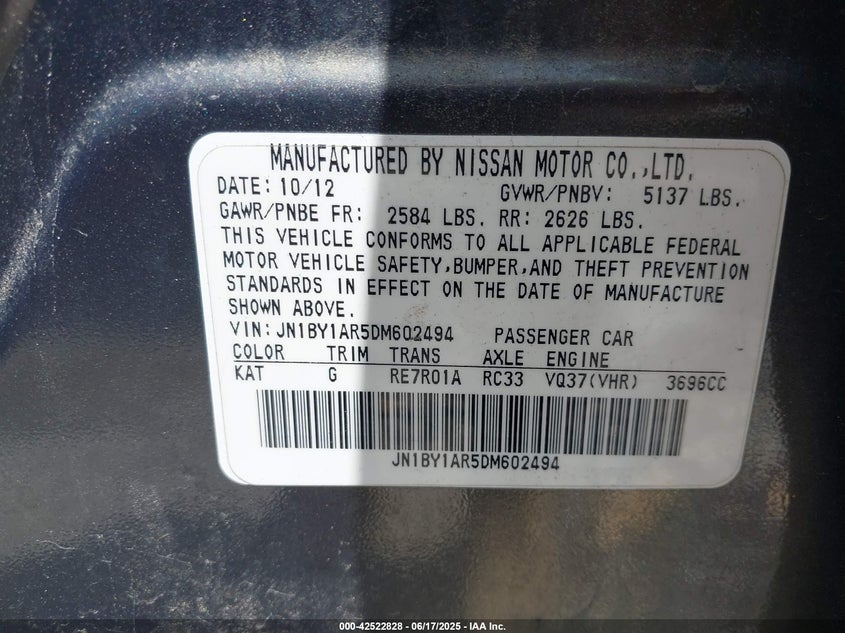 MANUFACTURED BY NISSAN MOTOR CO.,LTD.
DATE: 10/12 GVWR/PNBV: 5137 LBS.
GAWR/PNBE FR: 2584 LBS. RR: 2626 LBS.
THIS VEHICLE CONFORMS TO ALL APPLICABLE FEDERAL
MOTOR VEHICLE SAFETY,BUMPER,AND THEFT PREVENTION
STANDARDS IN EFFECT ON THE DATE OF MANUFACTURE
SHOWN ABOVE.
VIN: JN1BY1AR5DM602494 PASSENGER CAR
COLOR TRIM TRANS AXLE ENGINE
KAT G RE7R01A RC33 VQ37(VHR) 3696CC
JN1BY1AR5DM602494
000-42522828 - 06/17/2025 - IAA Inc.